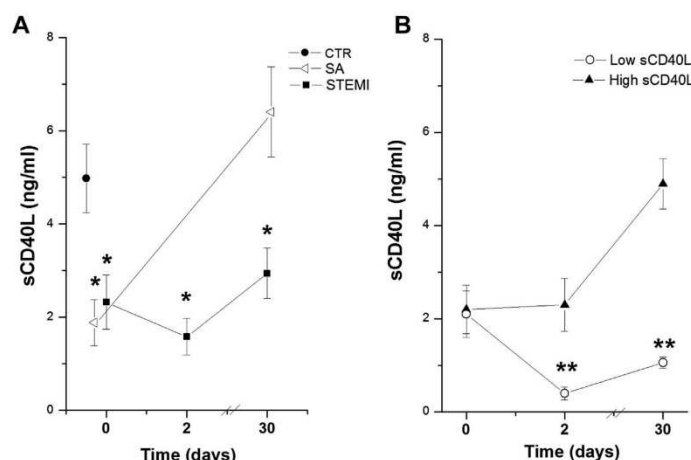 A
CTR
SA
STEMI
8
6
4
2
0
sCD40L (ng/ml)
*
*
*
*
0
2
30
Time (days)
B
Low sCD40L
High sCD40L
8
6
4
2
0
sCD40L (ng/ml)
**
**
0
2
30
Time (days)